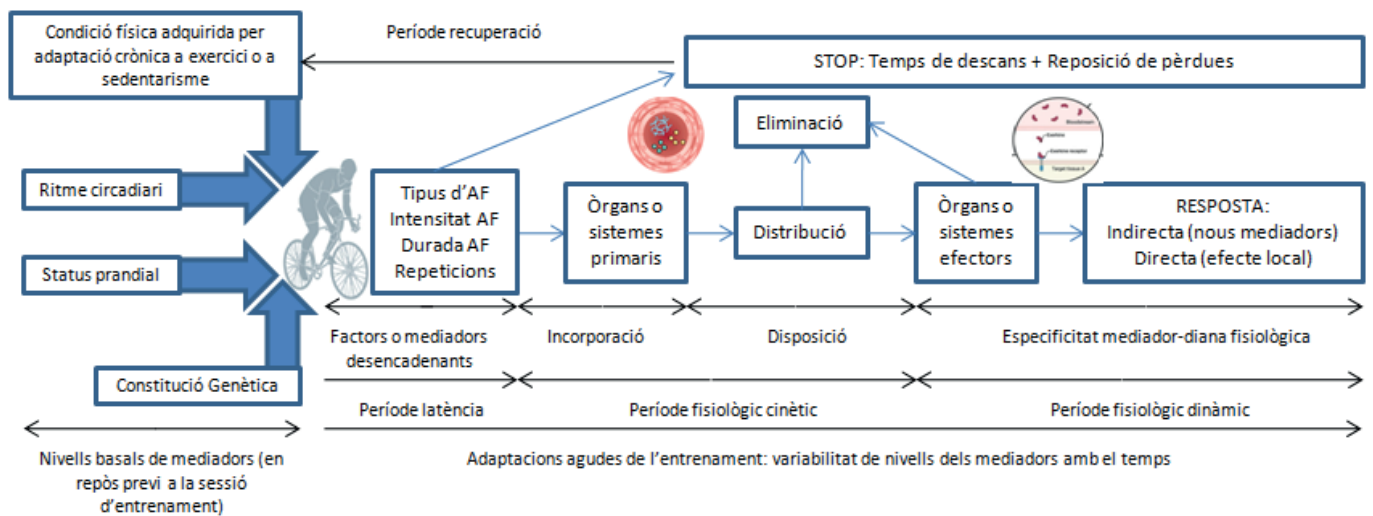 Condició física adquirida per
adaptació crònica a exercici o a
sedentarisme
Període recuperació
STOP: Temps de descans + Reposició de pèrdues
Eliminació
Ritme circadiari
Status prandial
Constitució Genètica
Tipus d'AF
Intensitat AF
Durada AF
Repeticions
Òrgans o
sistemes
primaris
Distribució
Òrgans o
sistemes
efectors
RESPOSTA:
Indirecta (nous mediadors)
Directa (efecte local)
Factors o mediadors
desencadenants
Incorporació
Disposició
Especificitat mediador-diana fisiològica
Període latència
Període fisiològic cinètic
Període fisiològic dinàmic
Nivells basals de mediadors (en
repòs previ a la sessió
d'entrenament)
Adaptacions agudes de l'entrenament: variabilitat de nivells dels mediadors amb el temps